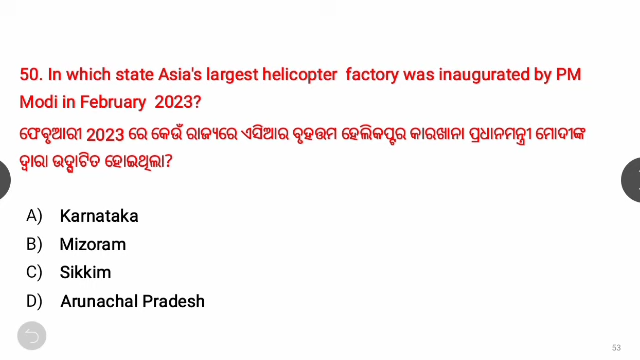 50. In which state Asia's largest helicopter factory was inaugurated by PM
Modi in February 2023?
ଫେବୃଆରୀ 2023 ରେ କେଉଁ ରାଜ୍ୟରେ ଏସିଆର ବୃହତ୍ତମ ହେଲିକପ୍ଟର କାରଖାନା ପ୍ରଧାନମନ୍ତ୍ରୀ ମୋଦୀଙ୍କ
ଦ୍ୱାରା ଉଦ୍ଘାଟିତ ହୋଇଥିଲା?
A) Karnataka
B) Mizoram
C) Sikkim
D) Arunachal Pradesh
53